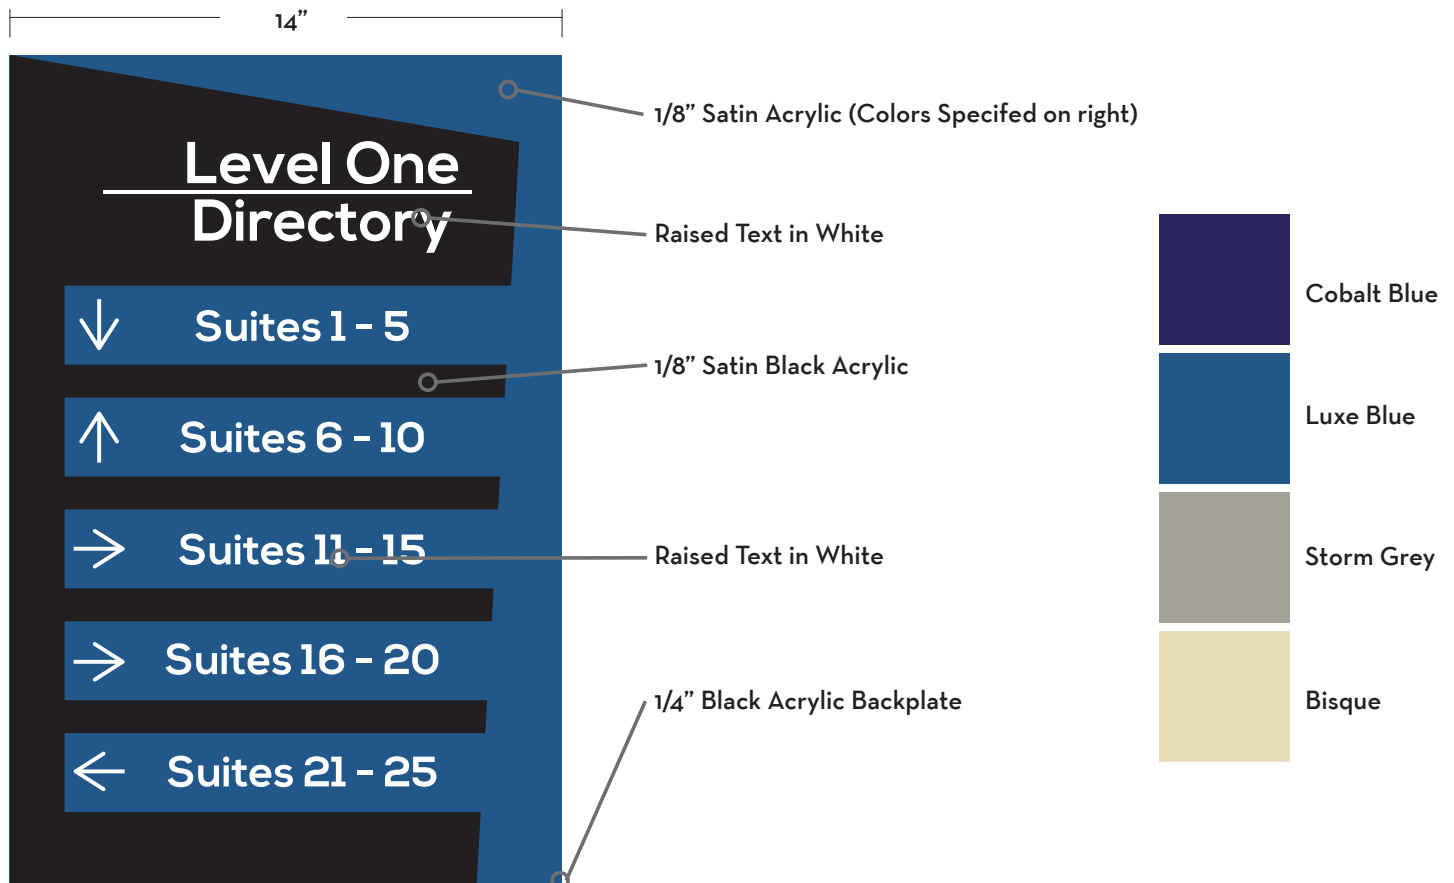 14”
Level One
Directory
Suites 1 - 5
Suites 6 - 10
Suites 11 - 15
Suites 16 - 20
Suites 21 - 25
1/8” Satin Acrylic (Colors Specifed on right)
Raised Text in White
1/8” Satin Black Acrylic
Raised Text in White
1/4” Black Acrylic Backplate
Cobalt Blue
Luxe Blue
Storm Grey
Bisque